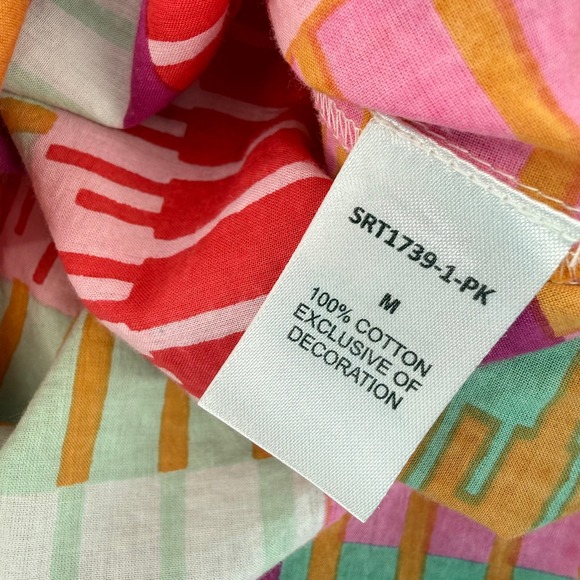 SRT1739-1-PK
M
100% COTTON
EXCLUSIVE OF
DECORATION